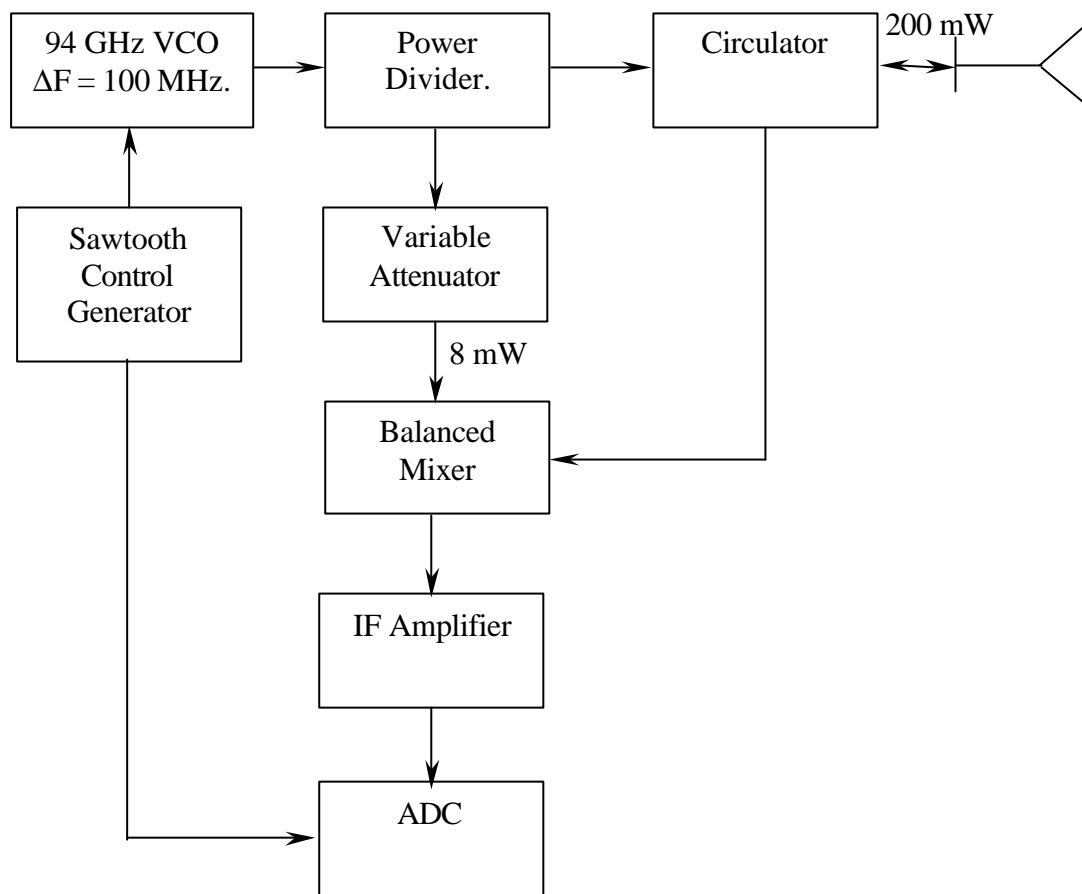 94 GHz VCO
ΔF = 100 MHz.
Power
Divider.
Circulator
200 mW
Sawtooth
Control
Generator
Variable
Attenuator
8 mW
Balanced
Mixer
IF Amplifier
ADC